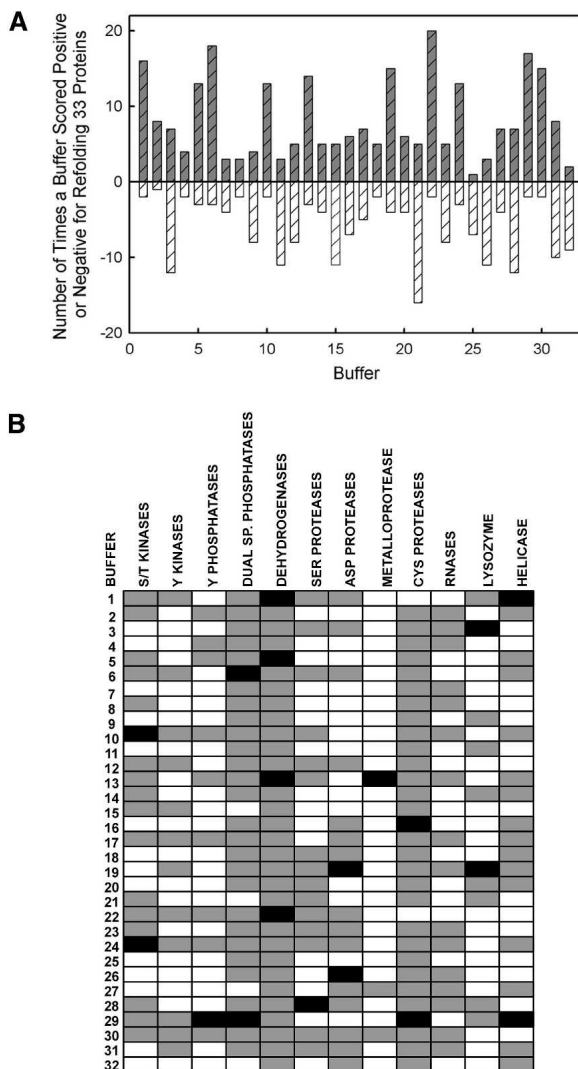 A
Number of Times a Buffer Scored Positive
or Negative for Refolding 33 Proteins
20
10
0
-10
-20
0 5 10 15 20 25 30
Buffer
B
BUFFER
S/T KINASES
Y KINASES
Y PHOSPHATASES
DUAL SP. PHOSPHATASES
DEHYDROGENASES
SER PROTEASES
ASP PROTEASES
METALLOPROTEASE
CYS PROTEASES
RNASES
LYSOZYME
HELICASE
1
2
3
4
5
6
7
8
9
10
11
12
13
14
15
16
17
18
19
20
21
22
23
24
25
26
27
28
29
30
31
32